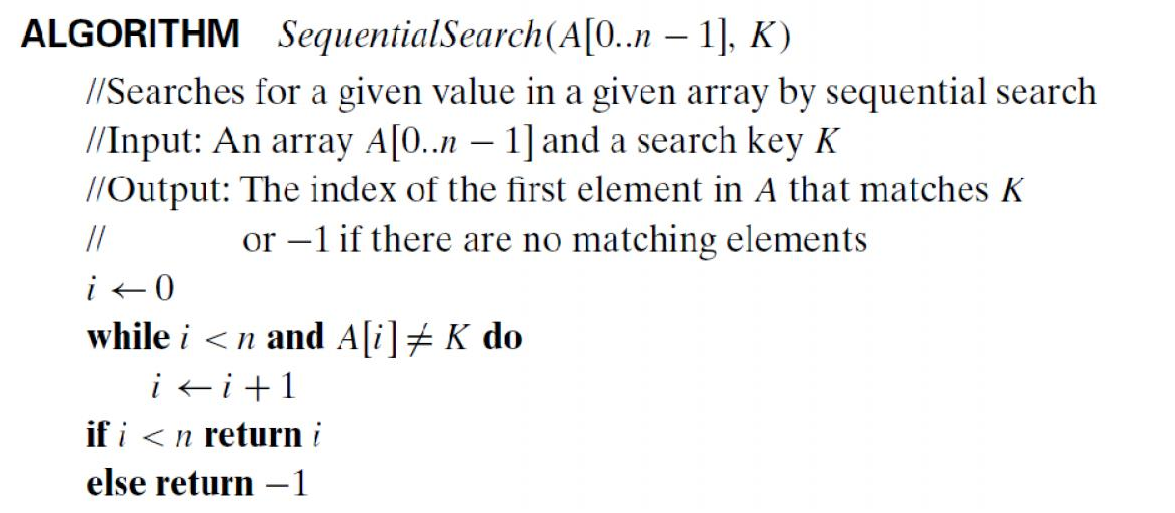 ALGORITHM SequentialSearch(A[0..n − 1], K)
//Searches for a given value in a given array by sequential search
//Input: An array A[0..n − 1] and a search key K
//Output: The index of the first element in A that matches K
// or −1 if there are no matching elements
i ← 0
while i < n and A[i] ≠ K do
i ← i + 1
if i < n return i
else return −1